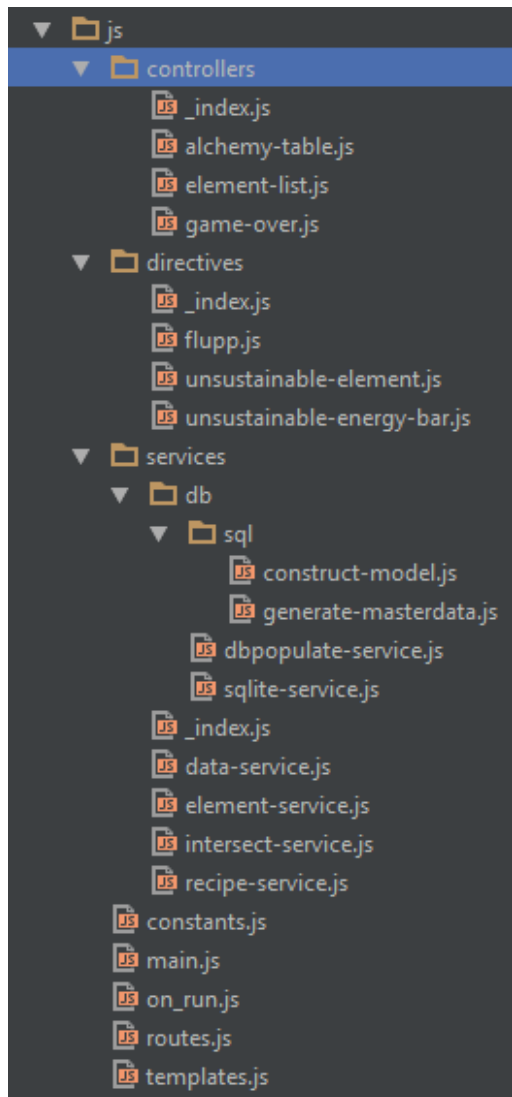 js
controllers
_index.js
alchemy-table.js
element-list.js
game-over.js
directives
_index.js
flupp.js
unsustainable-element.js
unsustainable-energy-bar.js
services
db
sql
construct-model.js
generate-masterdata.js
dbpopulate-service.js
sqlite-service.js
_index.js
data-service.js
element-service.js
intersect-service.js
recipe-service.js
constants.js
main.js
on_run.js
routes.js
templates.js